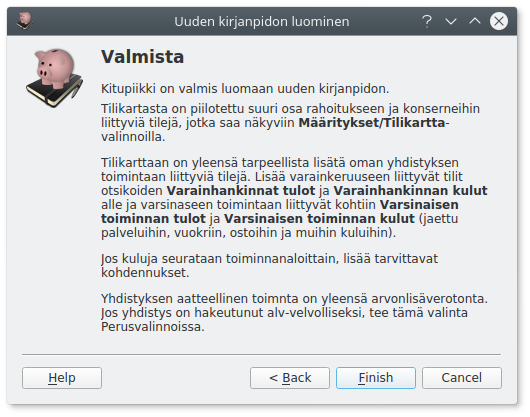 Uuden kirjanpidon luominen
Valmista
Kitupiikki on valmis luomaan uuden kirjanpidon.
Tilikartasta on piilotettu suuri osa rahoitukseen ja konserneihin
liittyviä tilejä, jotka saa näkyviin Määritykset/Tilikartta-
valinnoilla.
Tilikarttaan on yleensä tarpeellista lisätä oman yhdistyksen
toimintaan liittyviä tilejä. Lisää varainkeruuseen liittyvät tilit
otsikoiden Varainhankinnat tulot ja Varainhankinnan kulut
alle ja varsinaseen toimintaan liittyvät kohtiin Varsinaisen
toiminnan tulot ja Varsinaisen toiminnan kulut (jaettu
palveluihin, vuokriin, ostoihin ja muihin kuluihin).
Jos kuluja seurataan toiminnanaloittain, lisää tarvittavat
kohdennukset.
Yhdistyksen aatteellinen toimnta on yleensä arvonlisäverotonta.
Jos yhdistys on hakeutunut alv-velvolliseksi, tee tämä valinta
Perusvalinnoissa.
Help
< Back
Finish
Cancel